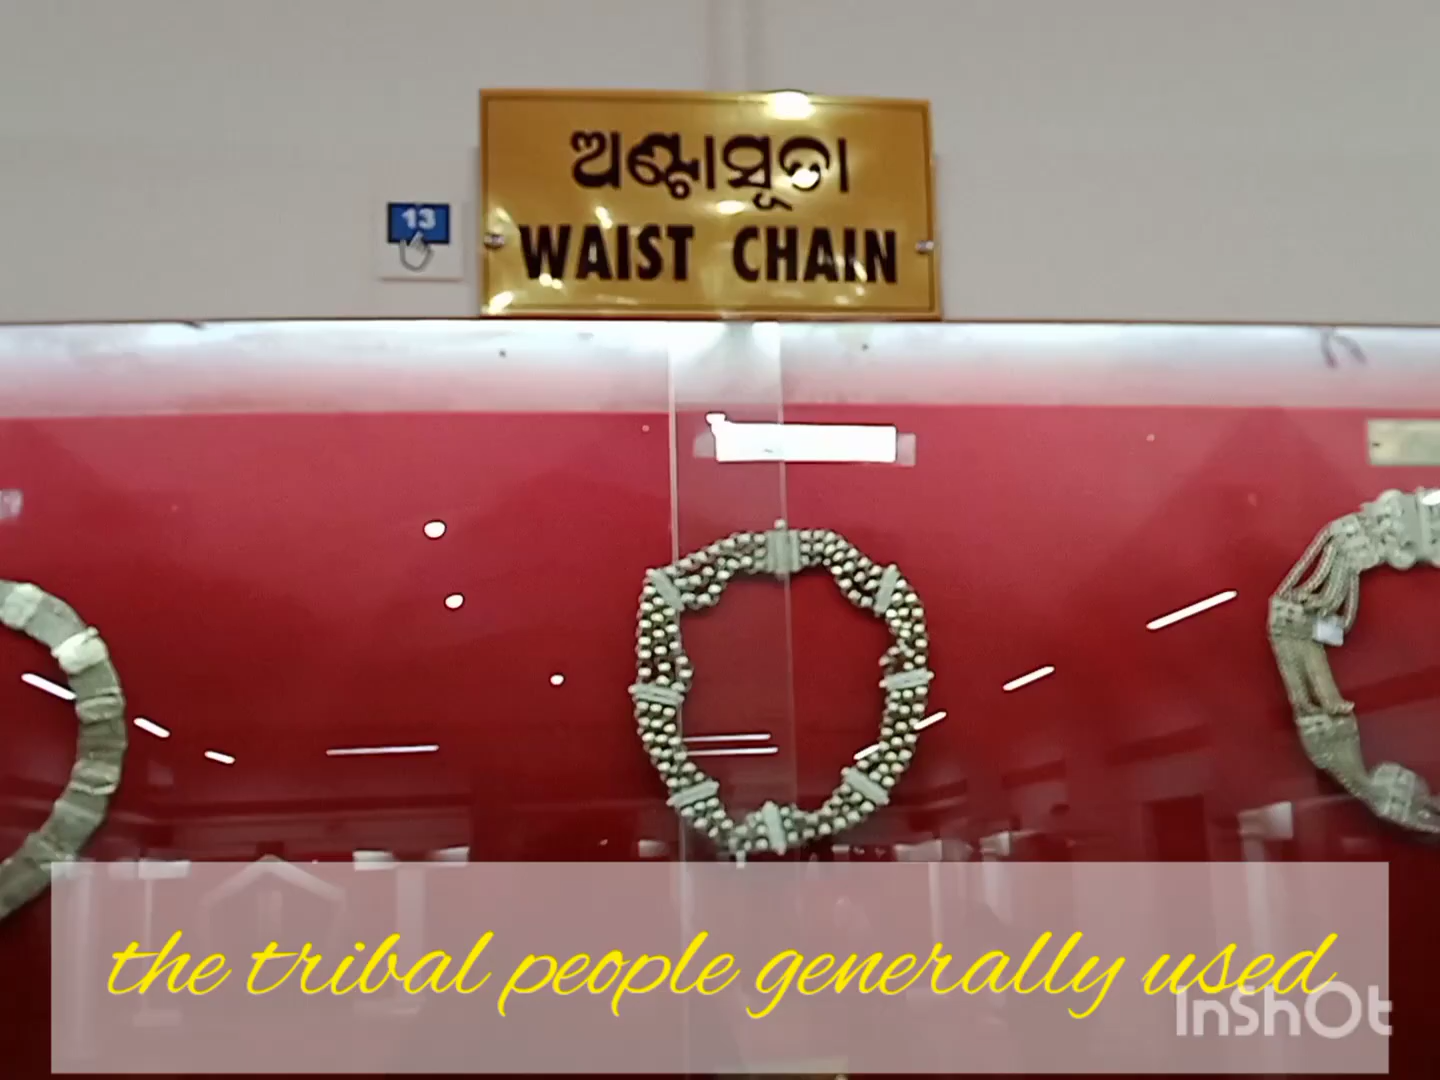 ଅଣ୍ଟାସୂତା
13
WAIST CHAIN
the tribal people generally used
InShOt